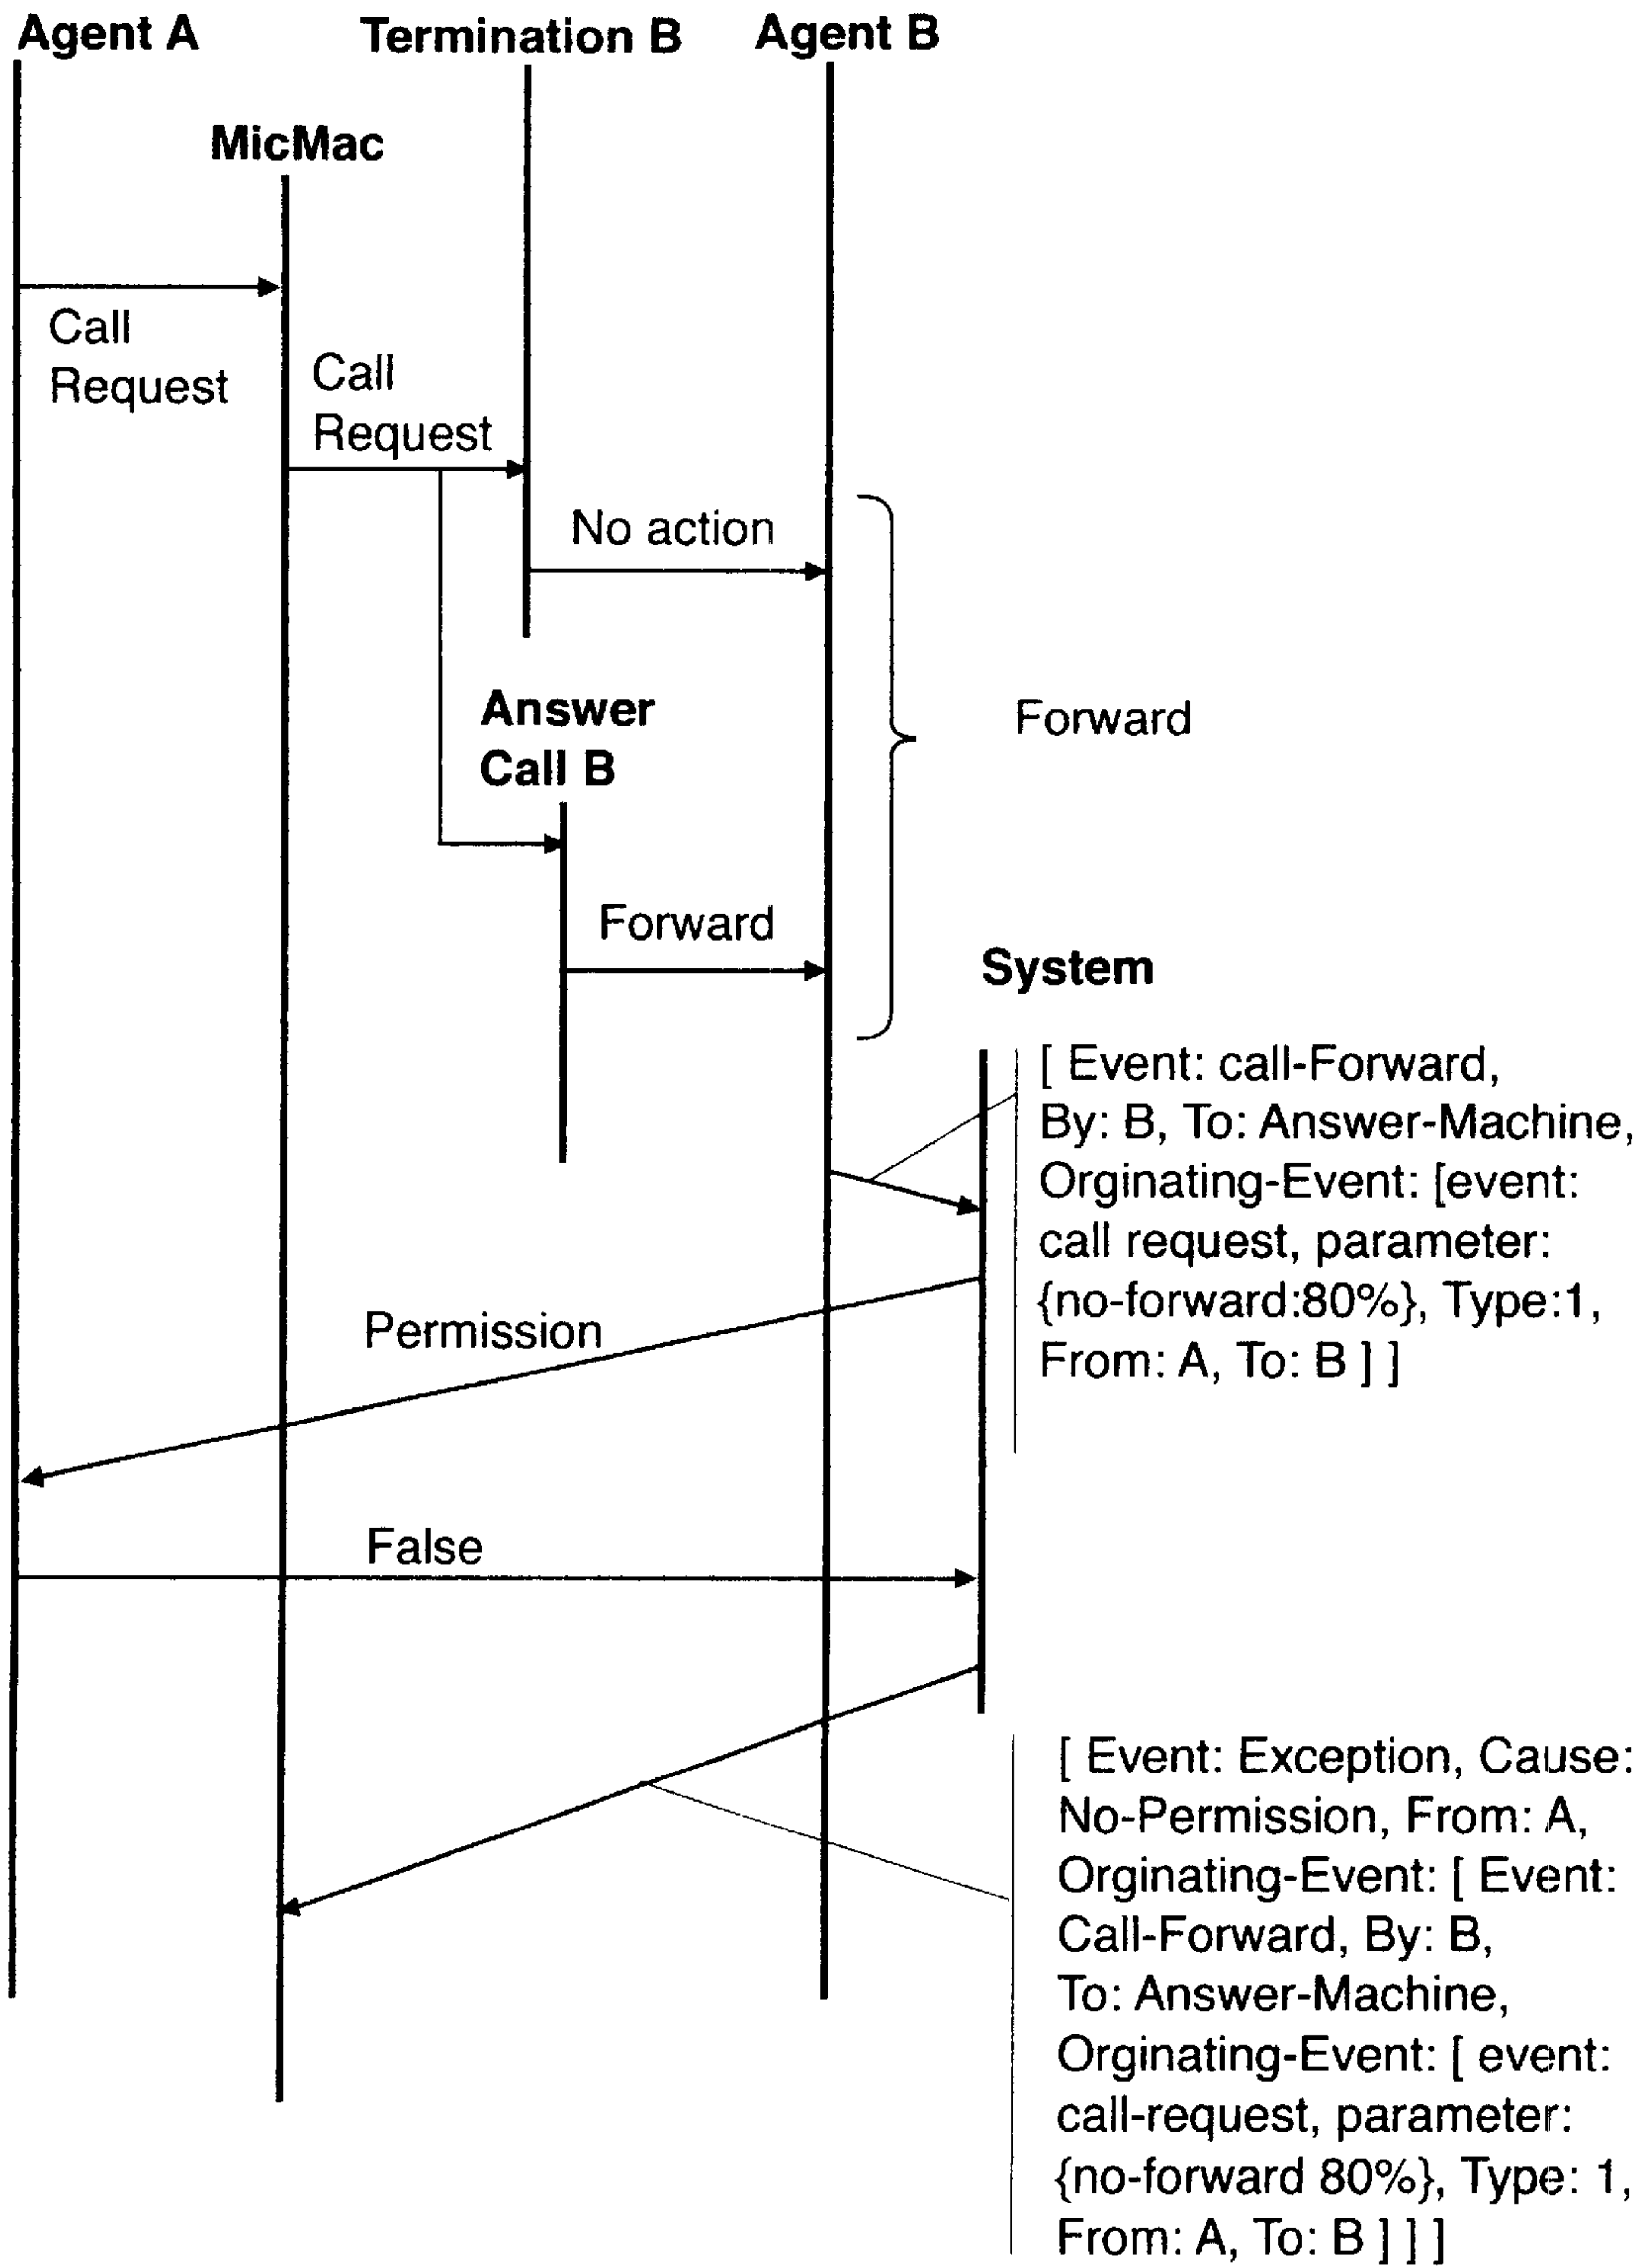 Agent A
Termination B
Agent B
MicMac
Call
Request
Call
Request
No action
Answer
Call B
Forward
Forward
System
[ Event: call-Forward,
By: B, To: Answer-Machine,
Orginating-Event: [event:
call request, parameter:
{no-forward:80%}, Type:1,
From: A, To: B ] ]
Permission
False
[ Event: Exception, Cause:
No-Permission, From: A,
Orginating-Event: [ Event:
Call-Forward, By: B,
To: Answer-Machine,
Orginating-Event: [ event:
call-request, parameter:
{no-forward 80%}, Type: 1,
From: A, To: B ] ] ]